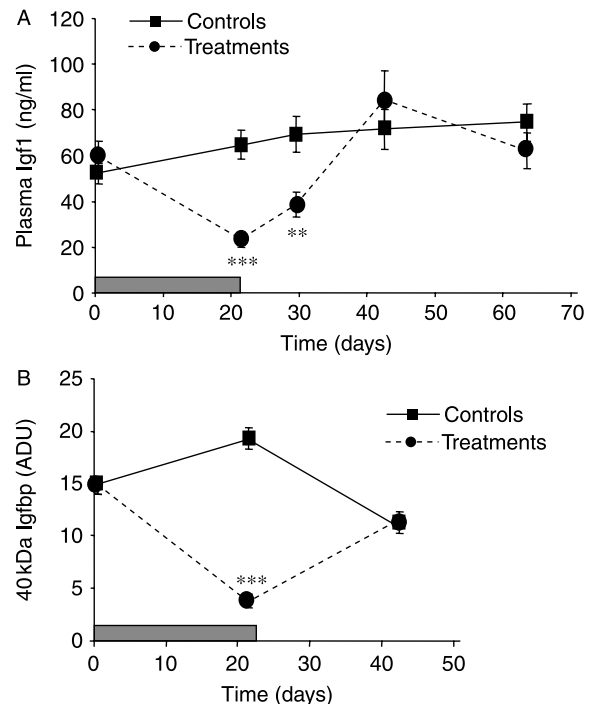 A
Controls
Treatments
Plasma Igf1 (ng/ml)
120
100
80
60
40
20
0
***
**
0 10 20 30 40 50 60 70
Time (days)
B
Controls
Treatments
40 kDa Igfbp (ADU)
25
20
15
10
5
0
***
0 10 20 30 40 50
Time (days)